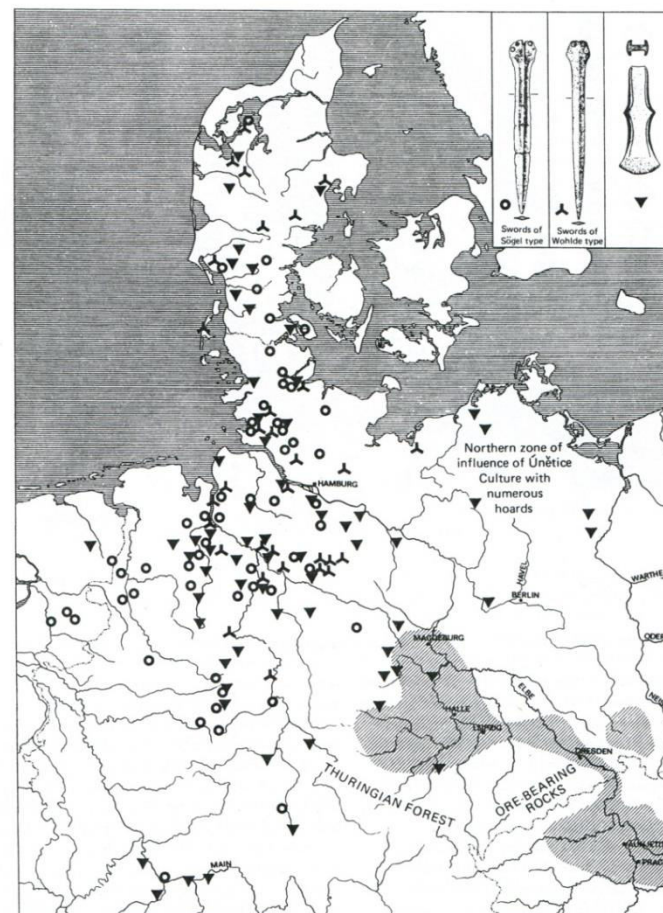 Swords of
Sögel type
Swords of
Wohlde type
Northern zone of
influence of Únětice
Culture with
numerous
hoards
HAMBURG
HAVEL
BERLIN
WARTHE
ODER
MAGDEBURG
ELBE
HALLE
LEIPZIG
DRESDEN
THURINGIAN FOREST
ORE-BEARING
ROCKS
MAIN